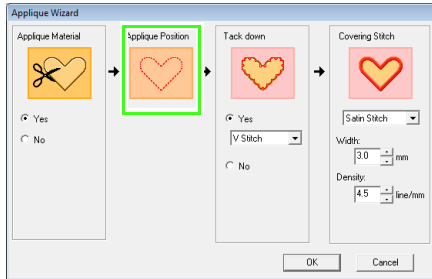 Applique Wizard
Applique Material
Applique Position
Tack down
Covering Stitch
Yes
No
Yes
V Stitch
No
Satin Stitch
Width:
3.0 mm
Density:
4.5 line/mm
OK
Cancel